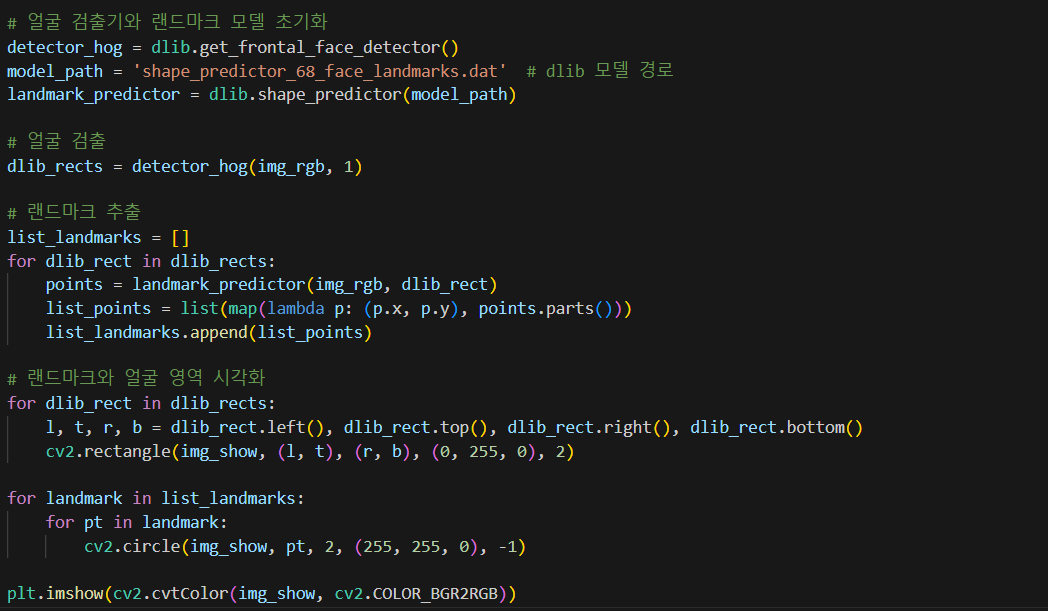 # 얼굴 검출기와 랜드마크 모델 초기화
detector_hog = dlib.get_frontal_face_detector()
model_path = 'shape_predictor_68_face_landmarks.dat'  # dlib 모델 경로
landmark_predictor = dlib.shape_predictor(model_path)

# 얼굴 검출
dlib_rects = detector_hog(img_rgb, 1)

# 랜드마크 추출
list_landmarks = []
for dlib_rect in dlib_rects:
    points = landmark_predictor(img_rgb, dlib_rect)
    list_points = list(map(lambda p: (p.x, p.y), points.parts()))
    list_landmarks.append(list_points)

# 랜드마크와 얼굴 영역 시각화
for dlib_rect in dlib_rects:
    l, t, r, b = dlib_rect.left(), dlib_rect.top(), dlib_rect.right(), dlib_rect.bottom()
    cv2.rectangle(img_show, (l, t), (r, b), (0, 255, 0), 2)

for landmark in list_landmarks:
    for pt in landmark:
        cv2.circle(img_show, pt, 2, (255, 255, 0), -1)

plt.imshow(cv2.cvtColor(img_show, cv2.COLOR_BGR2RGB))